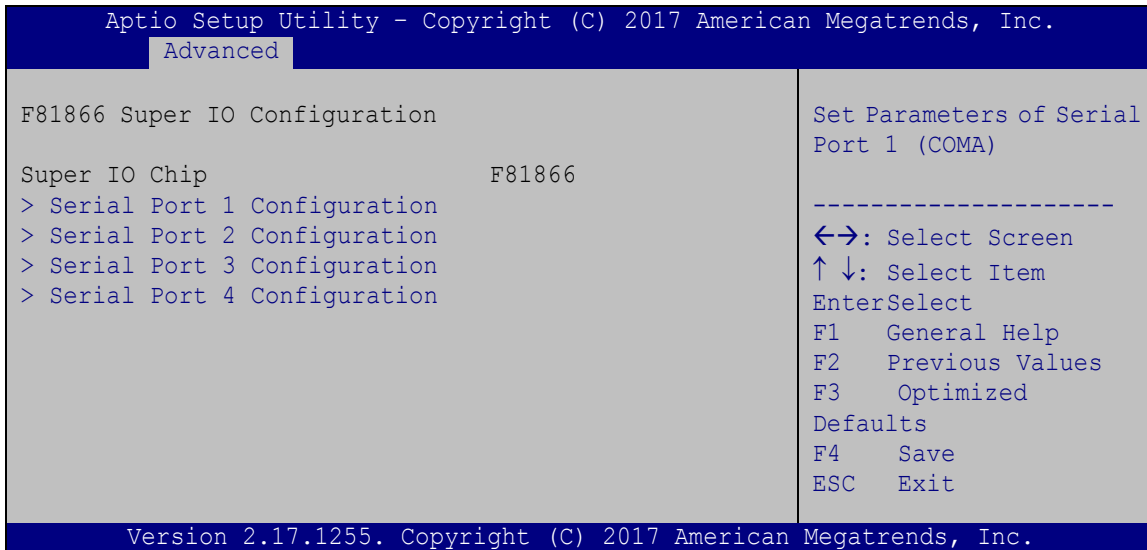 Aptio Setup Utility – Copyright (C) 2017 American Megatrends, Inc.
Advanced
F81866 Super IO Configuration
Super IO Chip F81866
> Serial Port 1 Configuration
> Serial Port 2 Configuration
> Serial Port 3 Configuration
> Serial Port 4 Configuration
Set Parameters of Serial
Port 1 (COMA)
---------------------
←→: Select Screen
↑ ↓: Select Item
EnterSelect
F1 General Help
F2 Previous Values
F3 Optimized
Defaults
F4 Save
ESC Exit
Version 2.17.1255. Copyright (C) 2017 American Megatrends, Inc.